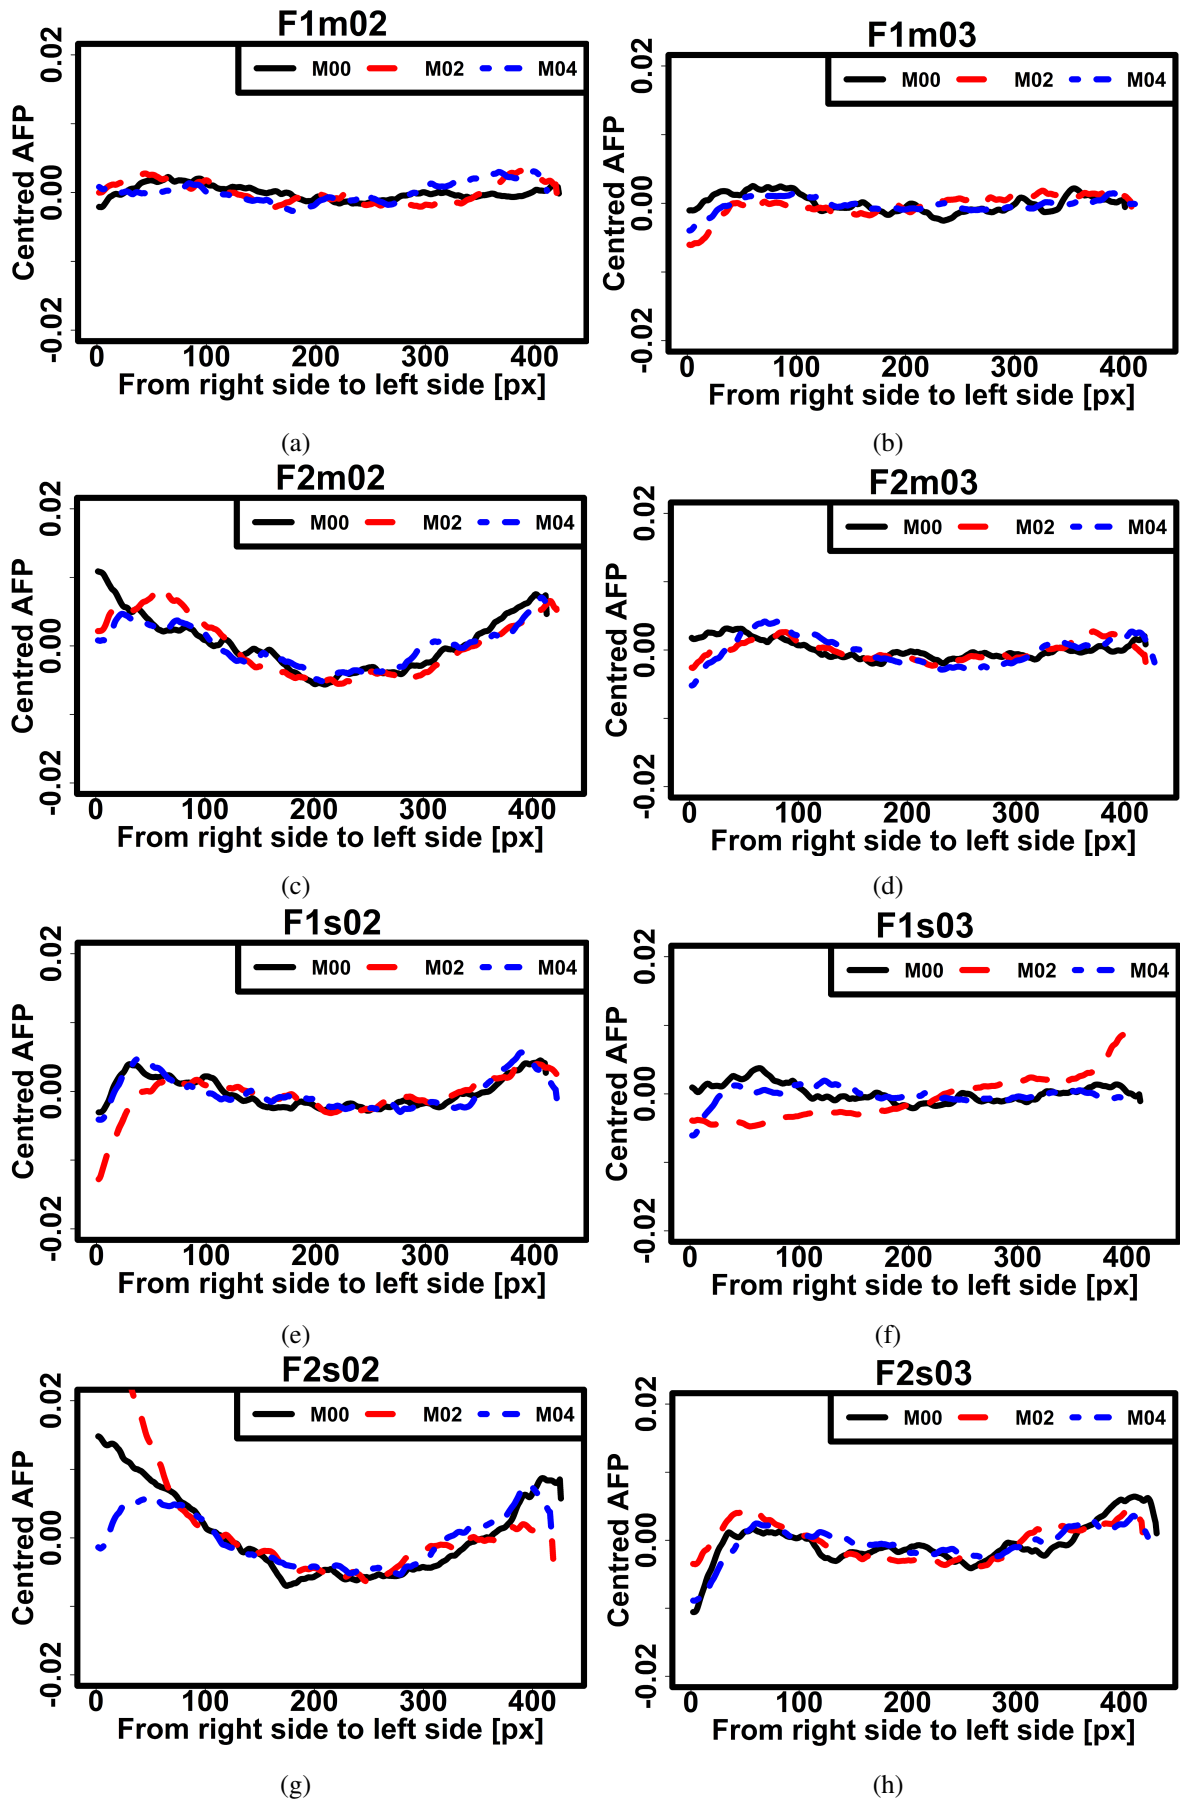 F1m02
M00 M02 M04
Centred AFP
0.02
0.00
-0.02
0 100 200 300 400
From right side to left side [px]
(a)
F1m03
M00 M02 M04
Centred AFP
0.02
0.00
-0.02
0 100 200 300 400
From right side to left side [px]
(b)
F2m02
M00 M02 M04
Centred AFP
0.02
0.00
-0.02
0 100 200 300 400
From right side to left side [px]
(c)
F2m03
M00 M02 M04
Centred AFP
0.02
0.00
-0.02
0 100 200 300 400
From right side to left side [px]
(d)
F1s02
M00 M02 M04
Centred AFP
0.02
0.00
-0.02
0 100 200 300 400
From right side to left side [px]
(e)
F1s03
M00 M02 M04
Centred AFP
0.02
0.00
-0.02
0 100 200 300 400
From right side to left side [px]
(f)
F2s02
M00 M02 M04
Centred AFP
0.02
0.00
-0.02
0 100 200 300 400
From right side to left side [px]
(g)
F2s03
M00 M02 M04
Centred AFP
0.02
0.00
-0.02
0 100 200 300 400
From right side to left side [px]
(h)